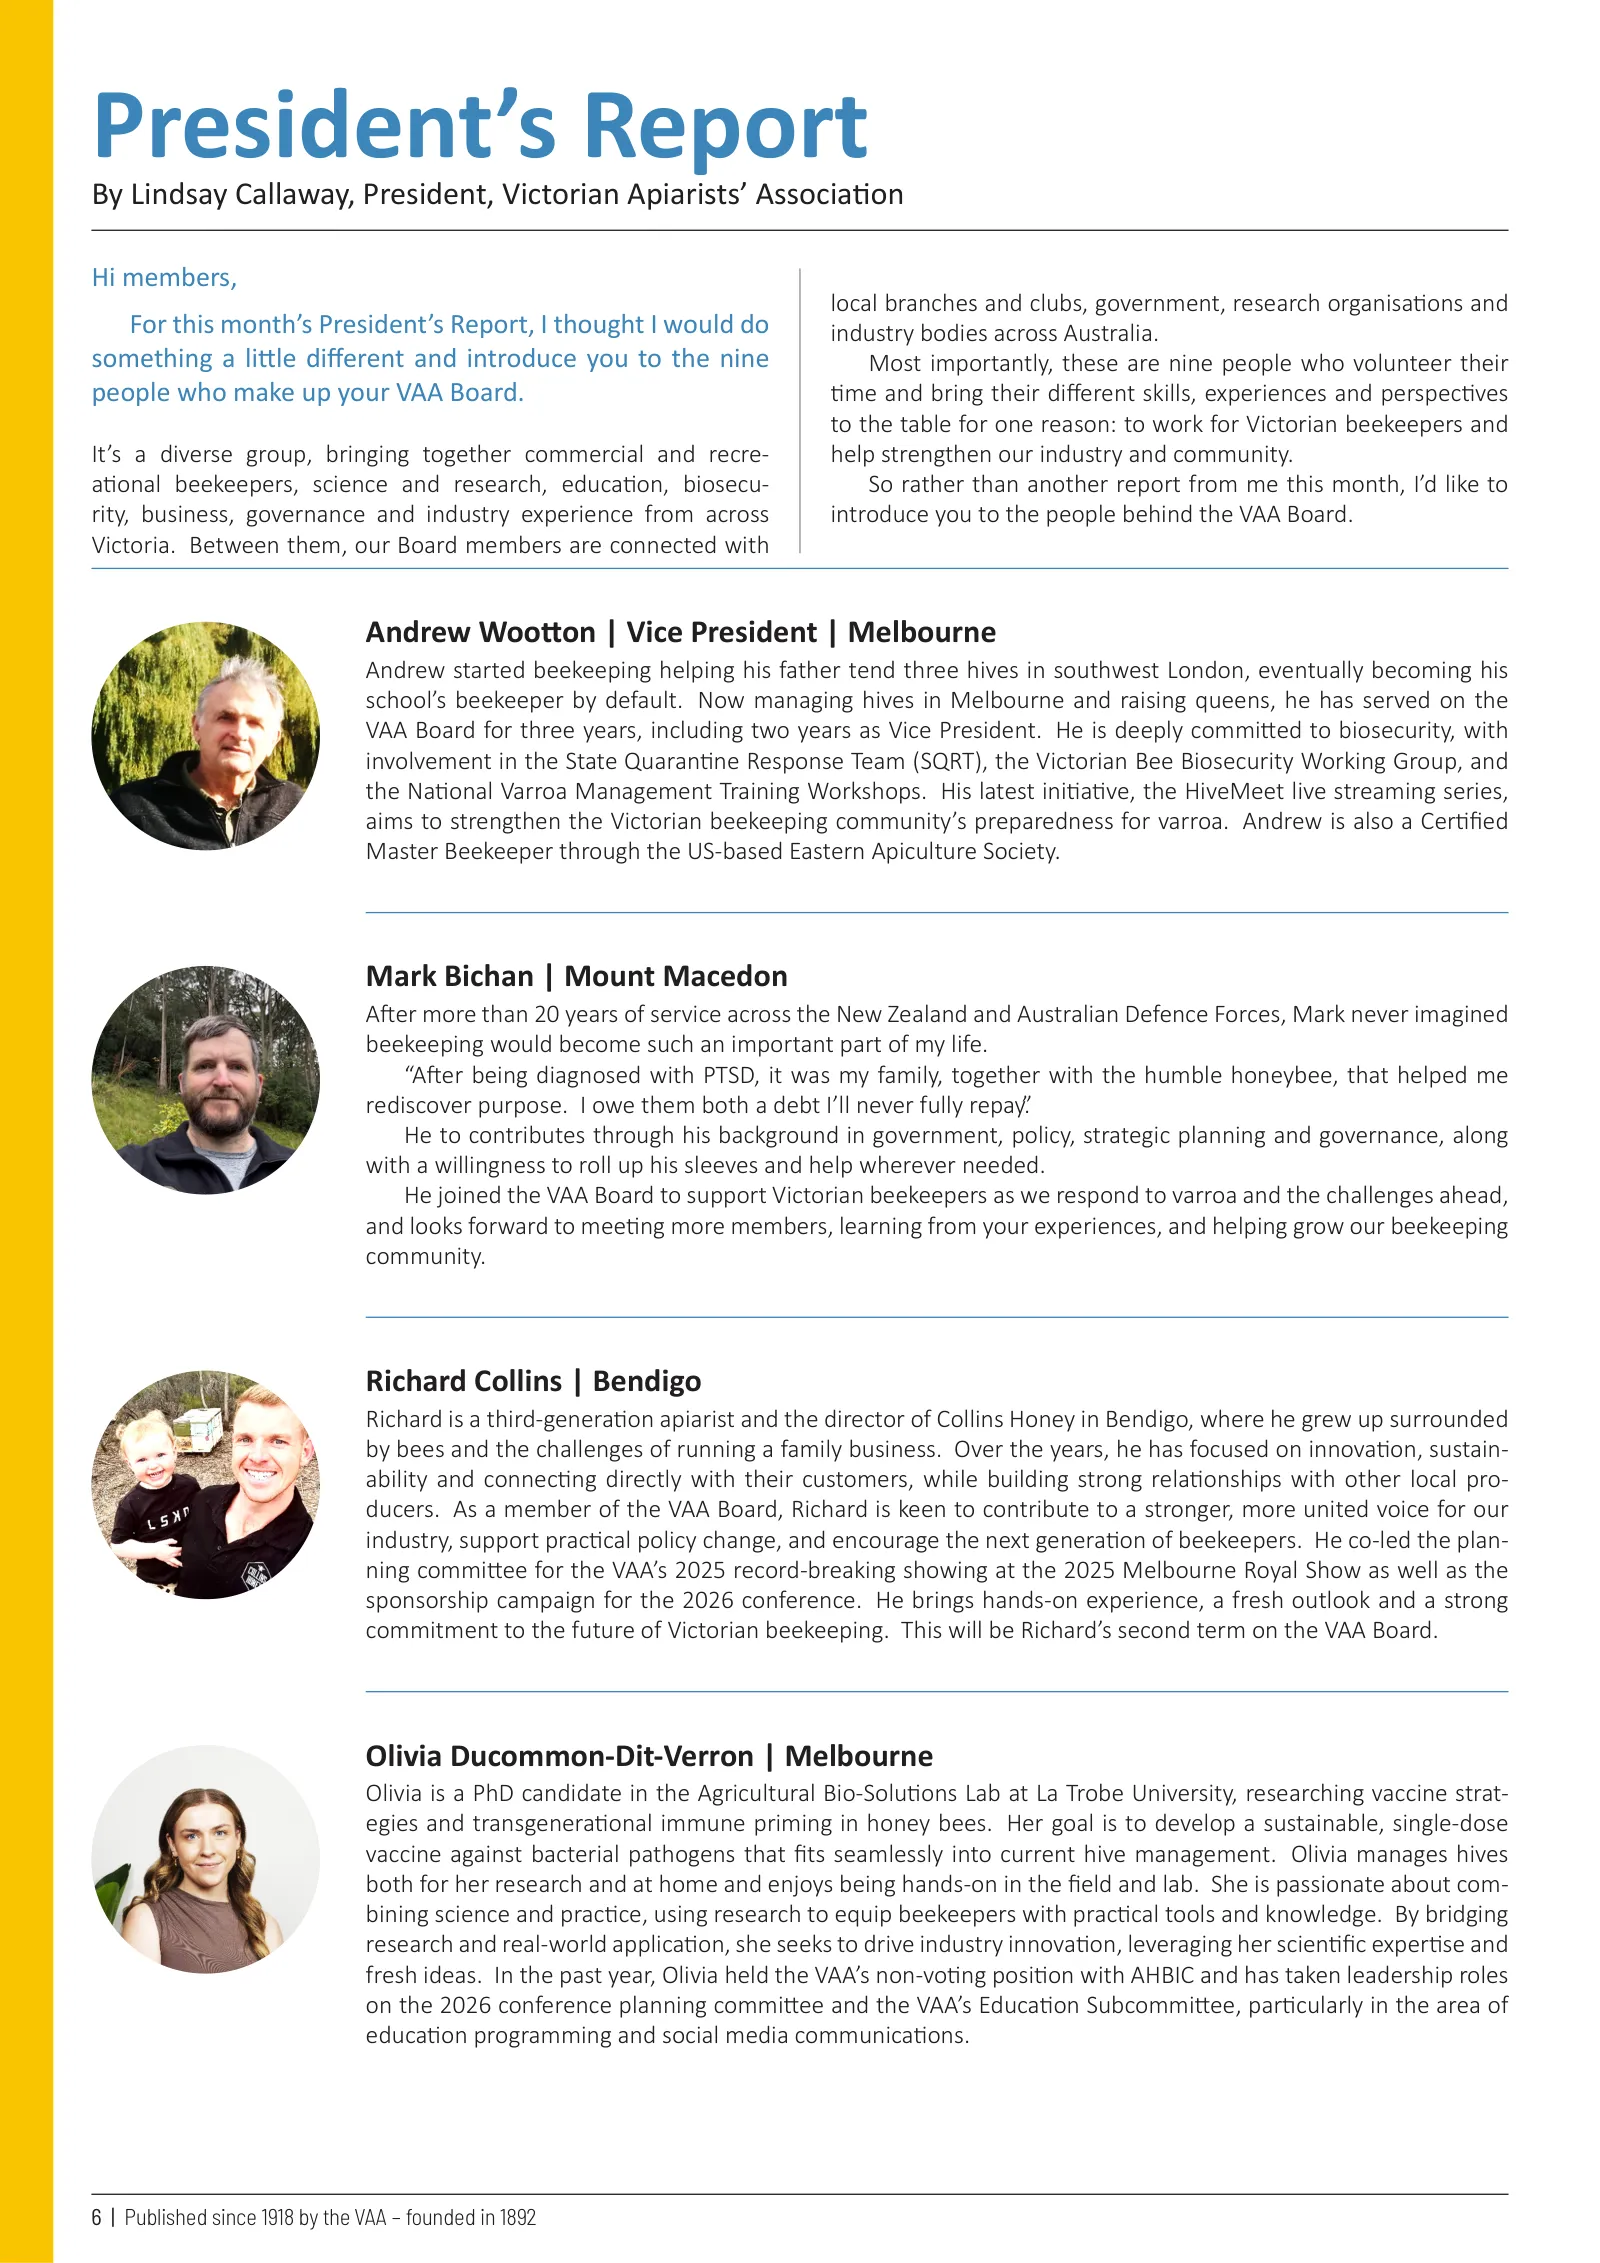 President’s Report
By Lindsay Callaway, President, Victorian Apiarists’ Association
Hi members,
For this month’s President’s Report, I thought I would do
something a little different and introduce you to the nine
people who make up your VAA Board.
It’s a diverse group, bringing together commercial and recre-
ational beekeepers, science and research, education, biosecu-
rity, business, governance and industry experience from across
Victoria. Between them, our Board members are connected with
local branches and clubs, government, research organisations and
industry bodies across Australia.
Most importantly, these are nine people who volunteer their
time and bring their different skills, experiences and perspectives
to the table for one reason: to work for Victorian beekeepers and
help strengthen our industry and community.
So rather than another report from me this month, I’d like to
introduce you to the people behind the VAA Board.
Andrew Wootton | Vice President | Melbourne
Andrew started beekeeping helping his father tend three hives in southwest London, eventually becoming his
school’s beekeeper by default. Now managing hives in Melbourne and raising queens, he has served on the
VAA Board for three years, including two years as Vice President. He is deeply committed to biosecurity, with
involvement in the State Quarantine Response Team (SQRT), the Victorian Bee Biosecurity Working Group, and
the National Varroa Management Training Workshops. His latest initiative, the HiveMeet live streaming series,
aims to strengthen the Victorian beekeeping community’s preparedness for varroa. Andrew is also a Certified
Master Beekeeper through the US-based Eastern Apiculture Society.
Mark Bichan | Mount Macedon
After more than 20 years of service across the New Zealand and Australian Defence Forces, Mark never imagined
beekeeping would become such an important part of my life.
“After being diagnosed with PTSD, it was my family, together with the humble honeybee, that helped me
rediscover purpose. I owe them both a debt I’ll never fully repay.”
He to contributes through his background in government, policy, strategic planning and governance, along
with a willingness to roll up his sleeves and help wherever needed.
He joined the VAA Board to support Victorian beekeepers as we respond to varroa and the challenges ahead,
and looks forward to meeting more members, learning from your experiences, and helping grow our beekeeping
community.
Richard Collins | Bendigo
Richard is a third-generation apiarist and the director of Collins Honey in Bendigo, where he grew up surrounded
by bees and the challenges of running a family business. Over the years, he has focused on innovation, sustain-
ability and connecting directly with their customers, while building strong relationships with other local pro-
ducers. As a member of the VAA Board, Richard is keen to contribute to a stronger, more united voice for our
industry, support practical policy change, and encourage the next generation of beekeepers. He co-led the plan-
ning committee for the VAA’s 2025 record-breaking showing at the 2025 Melbourne Royal Show as well as the
sponsorship campaign for the 2026 conference. He brings hands-on experience, a fresh outlook and a strong
commitment to the future of Victorian beekeeping. This will be Richard’s second term on the VAA Board.
LSKD
Olivia Ducommon-Dit-Verron | Melbourne
Olivia is a PhD candidate in the Agricultural Bio-Solutions Lab at La Trobe University, researching vaccine strat-
egies and transgenerational immune priming in honey bees. Her goal is to develop a sustainable, single-dose
vaccine against bacterial pathogens that fits seamlessly into current hive management. Olivia manages hives
both for her research and at home and enjoys being hands-on in the field and lab. She is passionate about com-
bining science and practice, using research to equip beekeepers with practical tools and knowledge. By bridging
research and real-world application, she seeks to drive industry innovation, leveraging her scientific expertise and
fresh ideas. In the past year, Olivia held the VAA’s non-voting position with AHBIC and has taken leadership roles
on the 2026 conference planning committee and the VAA’s Education Subcommittee, particularly in the area of
education programming and social media communications.
6 | Published since 1918 by the VAA – founded in 1892